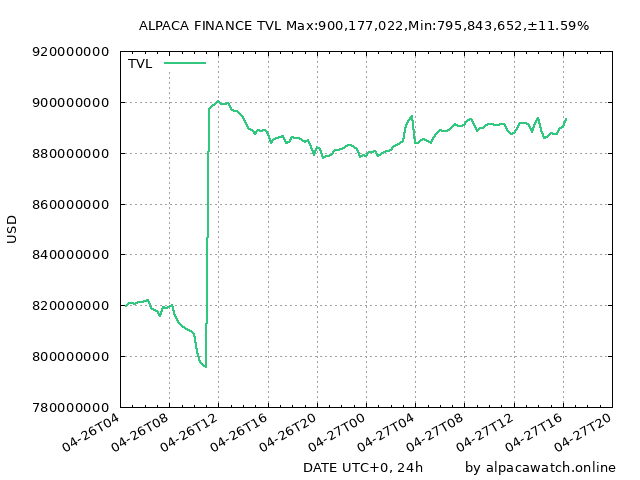 ALPACA FINANCE TVL Max:900,177,022,Min:795,843,652,±11.59%
920000000
TVL
900000000
880000000
860000000
USD
840000000
820000000
800000000
780000000
04-26T04 04-26T08 04-26T12 04-26T16 04-26T20 04-27T00 04-27T04 04-27T08 04-27T12 04-27T16 04-27T20
DATE UTC+0, 24h by alpacawatch.online